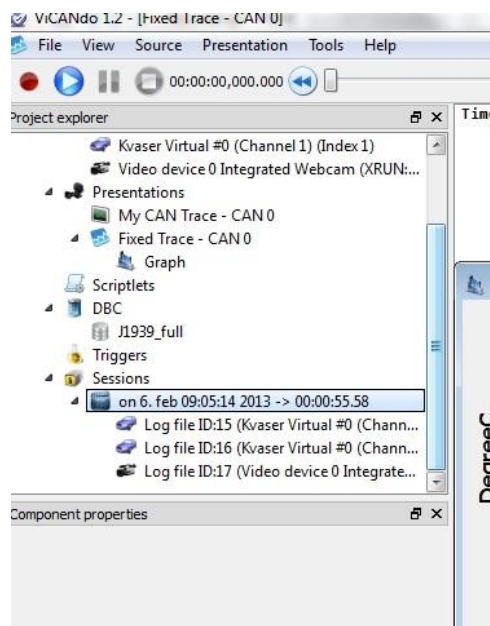 ViCANdo 1.2 - [Fixed Trace - CAN 0]
File View Source Presentation Tools Help
00:00:00,000.000
Project explorer
Time
Kvaser Virtual #0 (Channel 1) (Index 1)
Video device 0 Integrated Webcam (XRUN:...
Presentations
My CAN Trace - CAN 0
Fixed Trace - CAN 0
Graph
Scriptlets
DBC
J1939_full
Triggers
Sessions
on 6. feb 09:05:14 2013 -> 00:00:55.58
Log file ID:15 (Kvaser Virtual #0 (Chann...
Log file ID:16 (Kvaser Virtual #0 (Chann...
Log file ID:17 (Video device 0 Integrate...
DegreeC
Component properties